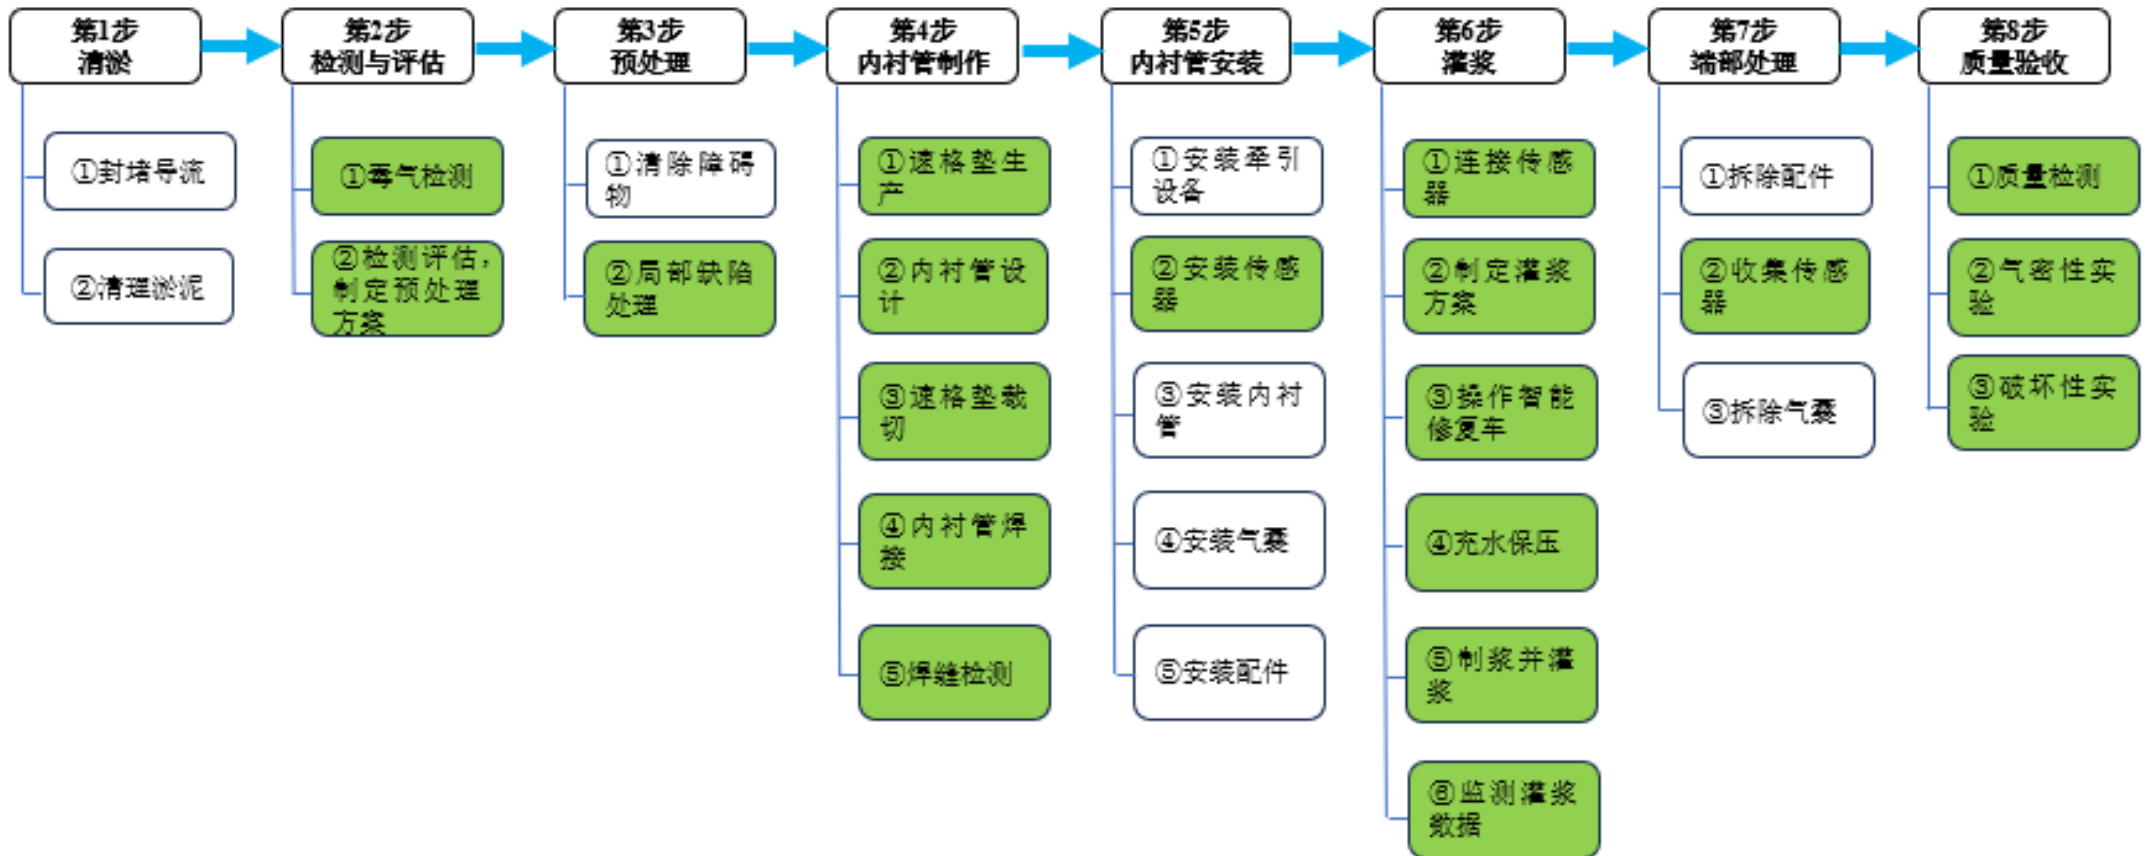 第1步
清淤
①封堵导流
②清理淤泥
第2步
检测与评估
①毒气检测
②检测评估，
制定预处理
方案
第3步
预处理
①清除障碍
物
②局部缺陷
处理
第4步
内衬管制作
①速格垫生
产
②内衬管设
计
③速格垫裁
切
④内衬管焊
接
⑤焊缝检测
第5步
内衬管安装
①安装牵引
设备
②安装传感
器
③安装内衬
管
④安装气囊
⑤安装配件
第6步
灌浆
①连接传感
器
②制定灌浆
方案
③操作智能
修复车
④充水保压
⑤制浆并灌
浆
⑥监测灌浆
数据
第7步
端部处理
①拆除配件
②收集传感
器
③拆除气囊
第8步
质量验收
①质量检测
②气密性实
验
③破坏性实
验